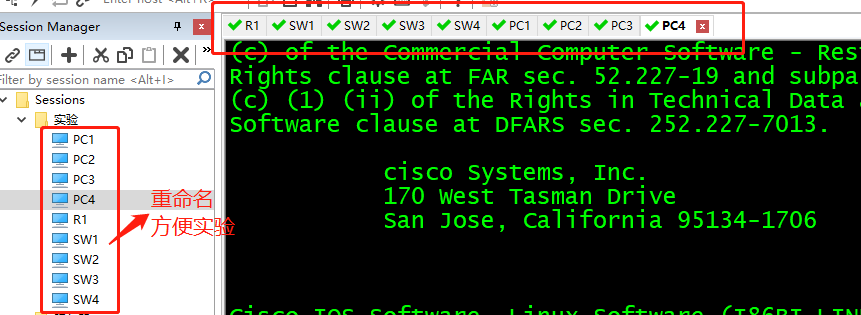 Enter host <Alt+R>
Session Manager
Filter by session name <Alt+I>
Sessions
实验
PC1
PC2
PC3
PC4
R1
SW1
SW2
SW3
SW4
重命名
方便实验
R1 SW1 SW2 SW3 SW4 PC1 PC2 PC3 PC4
(c) of the Commercial Computer Software - Res
Rights clause at FAR sec. 52.227-19 and subpa
(c) (1) (ii) of the Rights in Technical Data
Software clause at DFARS sec. 252.227-7013.
cisco Systems, Inc.
170 West Tasman Drive
San Jose, California 95134-1706
Cisco IOS Software, Linux Software (I86BI_LIN